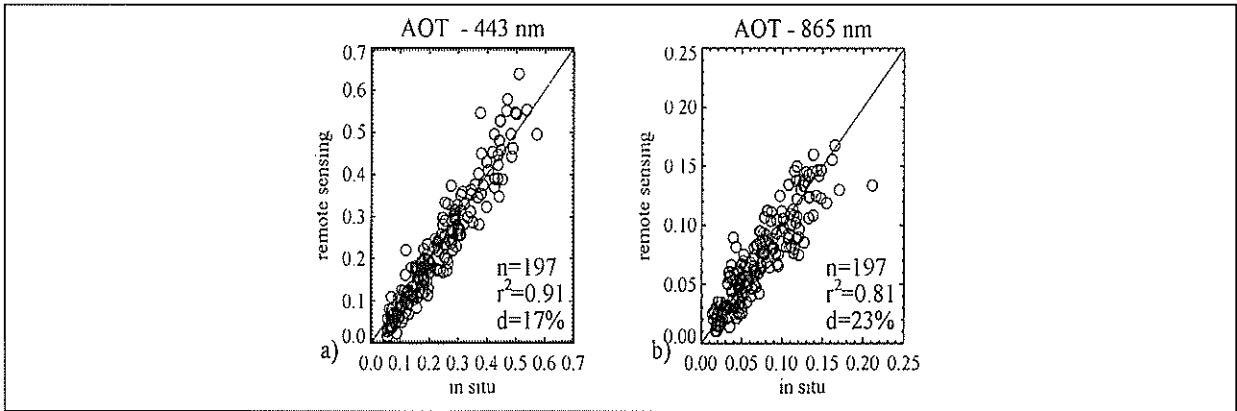 AOT - 443 nm
0.7
0.6
0.5
0.4
0.3
0.2
0.1
0.0
remote sensing
n=197
r²=0.91
d=17%
a)
0.0 0.1 0.2 0.3 0.4 0.5 0.6 0.7
in situ
AOT - 865 nm
0.25
0.20
0.15
0.10
0.05
0.00
remote sensing
n=197
r²=0.81
d=23%
b)
0.00 0.05 0.10 0.15 0.20 0.25
in situ